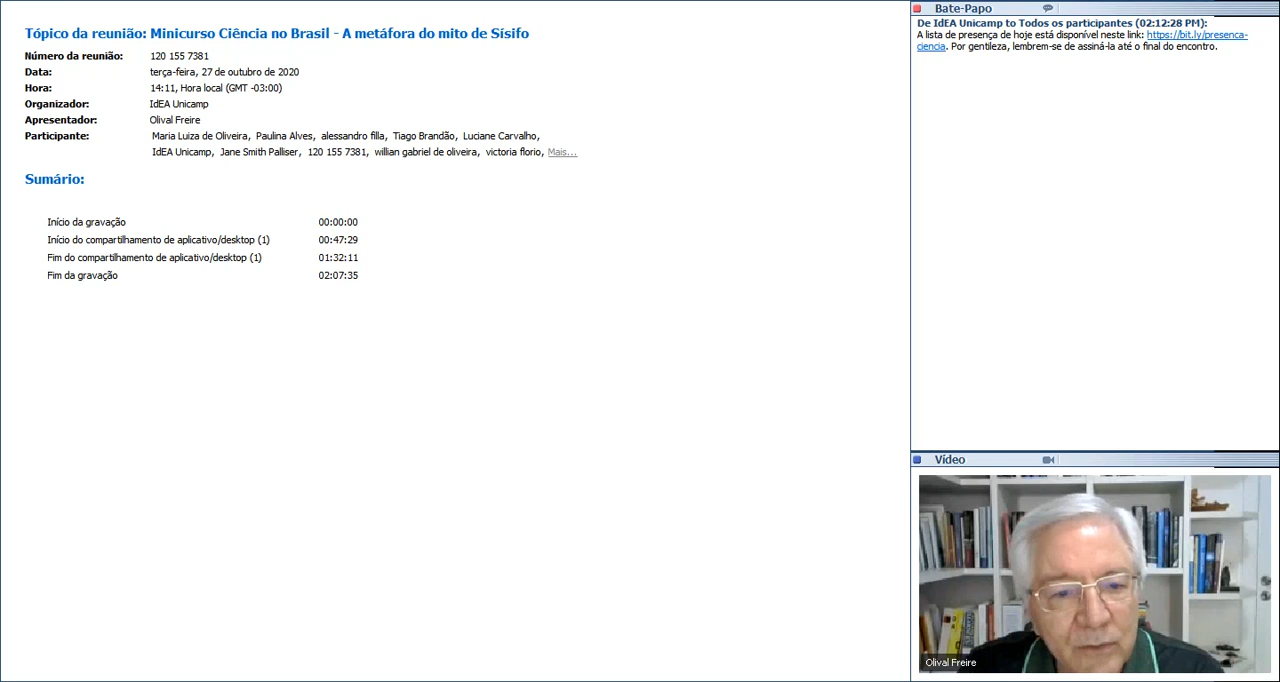 Tópico da reunião: Minicurso Ciência no Brasil - A metáfora do mito de Sísifo
Número da reunião: 120 155 7381
Data: terça-feira, 27 de outubro de 2020
Hora: 14:11, Hora local (GMT -03:00)
Organizador: IdEA Unicamp
Apresentador: Olival Freire
Participante: Maria Luiza de Oliveira, Paulina Alves, alessandro filla, Tiago Brandão, Luciane Carvalho,
IdEA Unicamp, Jane Smith Palliser, 120 155 7381, willian gabriel de oliveira, victoria florio, Mais...
Sumário:
Início da gravação 00:00:00
Início do compartilhamento de aplicativo/desktop (1) 00:47:29
Fim do compartilhamento de aplicativo/desktop (1) 01:32:11
Fim da gravação 02:07:35
Bate-Papo
De IdEA Unicamp to Todos os participantes (02:12:28 PM):
A lista de presença de hoje está disponível neste link: https://bit.ly/presenca-
ciencia. Por gentileza, lembrem-se de assiná-la até o final do encontro.
Vídeo
Olival Freire